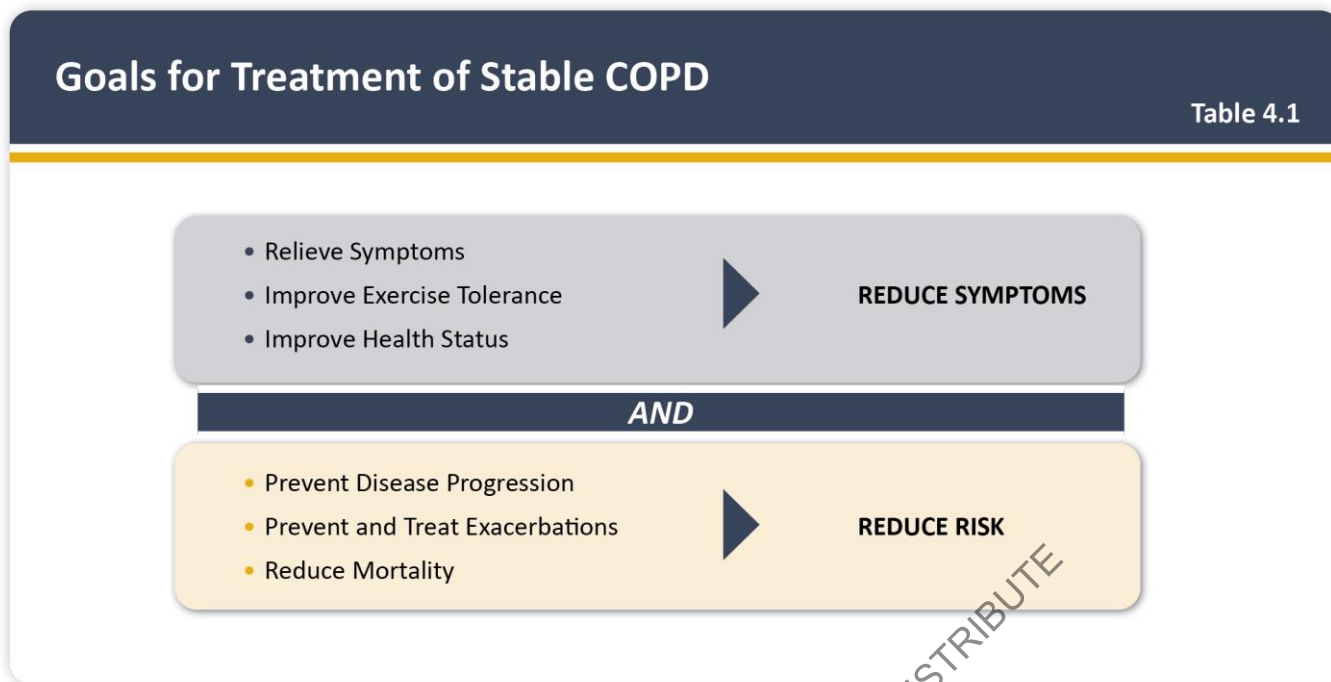 Goals for Treatment of Stable COPD
Table 4.1
• Relieve Symptoms
• Improve Exercise Tolerance
• Improve Health Status
REDUCE SYMPTOMS
AND
• Prevent Disease Progression
• Prevent and Treat Exacerbations
• Reduce Mortality
REDUCE RISK